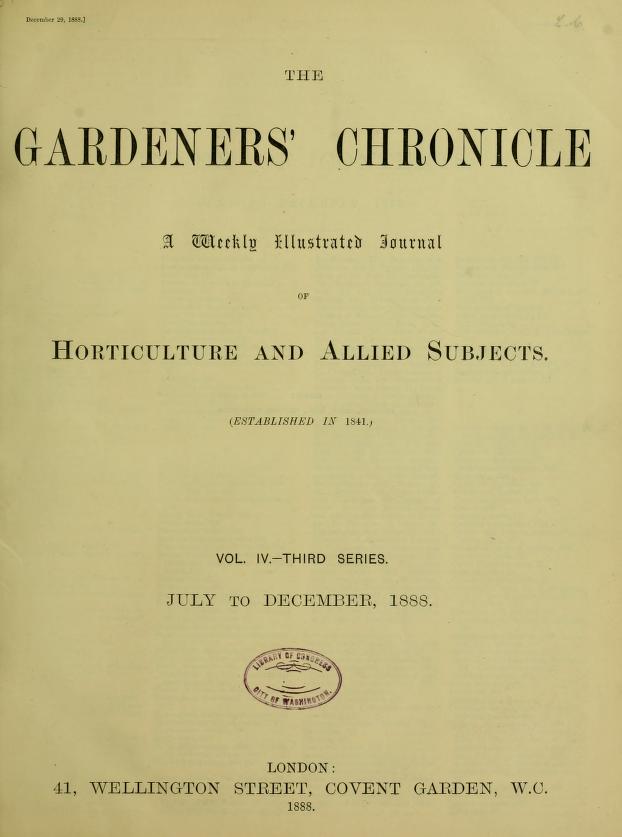 December 29, 1888.]
THE
GARDENERS' CHRONICLE
A Weekly Illustrated Journal
OF
HORTICULTURE AND ALLIED SUBJECTS.
(ESTABLISHED IN 1841.)
VOL. IV.—THIRD SERIES.
JULY TO DECEMBER, 1888.
LIBRARY OF CONGRESS
CITY OF WASHINGTON.
LONDON:
41, WELLINGTON STREET, COVENT GARDEN, W.C.
1888.